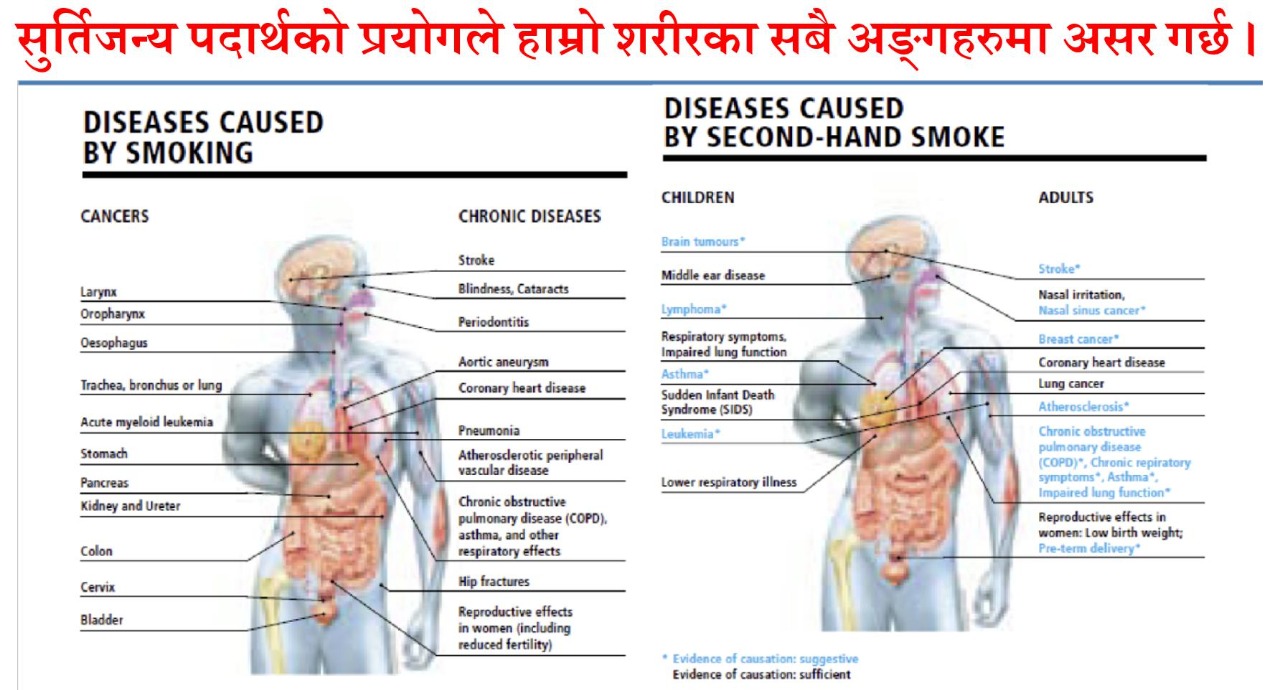 सुर्तिजन्य पदार्थको प्रयोगले हाम्रो शरीरका सबै अङ्गहरुमा असर गर्छ ।
DISEASES CAUSED
BY SMOKING
CANCERS
Larynx
Oropharynx
Oesophagus
Trachea, bronchus or lung
Acute myeloid leukemia
Stomach
Pancreas
Kidney and Ureter
Colon
Cervix
Bladder
CHRONIC DISEASES
Stroke
Blindness, Cataracts
Periodontitis
Aortic aneurysm
Coronary heart disease
Pneumonia
Atherosclerotic peripheral
vascular disease
Chronic obstructive
pulmonary disease (COPD),
asthma, and other
respiratory effects
Hip fractures
Reproductive effects
in women (including
reduced fertility)
DISEASES CAUSED
BY SECOND-HAND SMOKE
CHILDREN
Brain tumours*
Middle ear disease
Lymphoma*
Respiratory symptoms,
Impaired lung function
Asthma*
Sudden Infant Death
Syndrome (SIDS)
Leukemia*
Lower respiratory illness
ADULTS
Stroke*
Nasal irritation,
Nasal sinus cancer*
Breast cancer*
Coronary heart disease
Lung cancer
Atherosclerosis*
Chronic obstructive
pulmonary disease
(COPD)*, Chronic repiratory
symptoms*, Asthma*,
Impaired lung function*
Reproductive effects in
women: Low birth weight;
Pre-term delivery*
* Evidence of causation: suggestive
Evidence of causation: sufficient